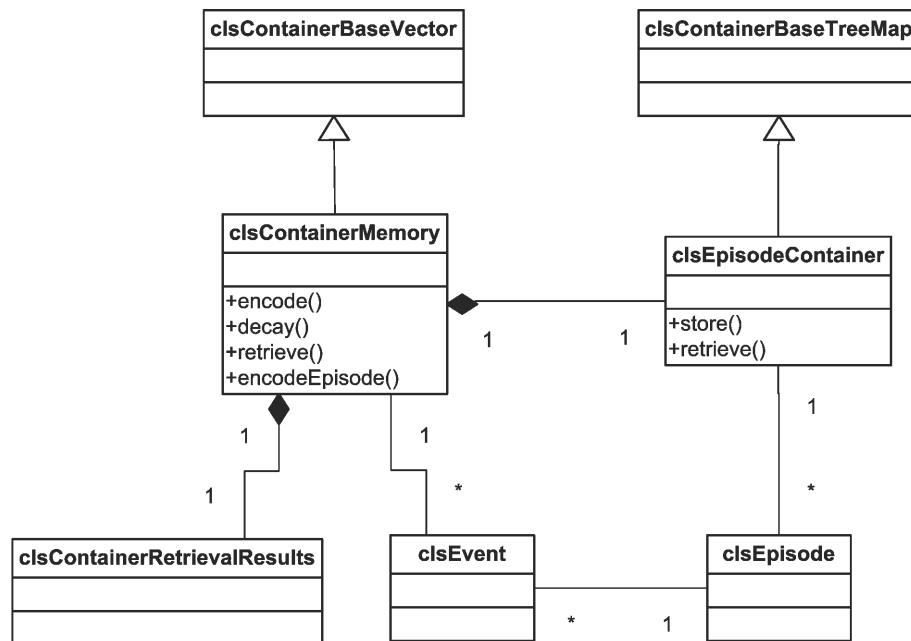 clsContainerBaseVector
clsContainerBaseTreeMap
clsContainerMemory
+encode()
+decay()
+retrieve()
+encodeEpisode()
clsEpisodeContainer
+store()
+retrieve()
1
1
1
1
1
1
*
*
clsContainerRetrievalResults
clsEvent
clsEpisode
*
1